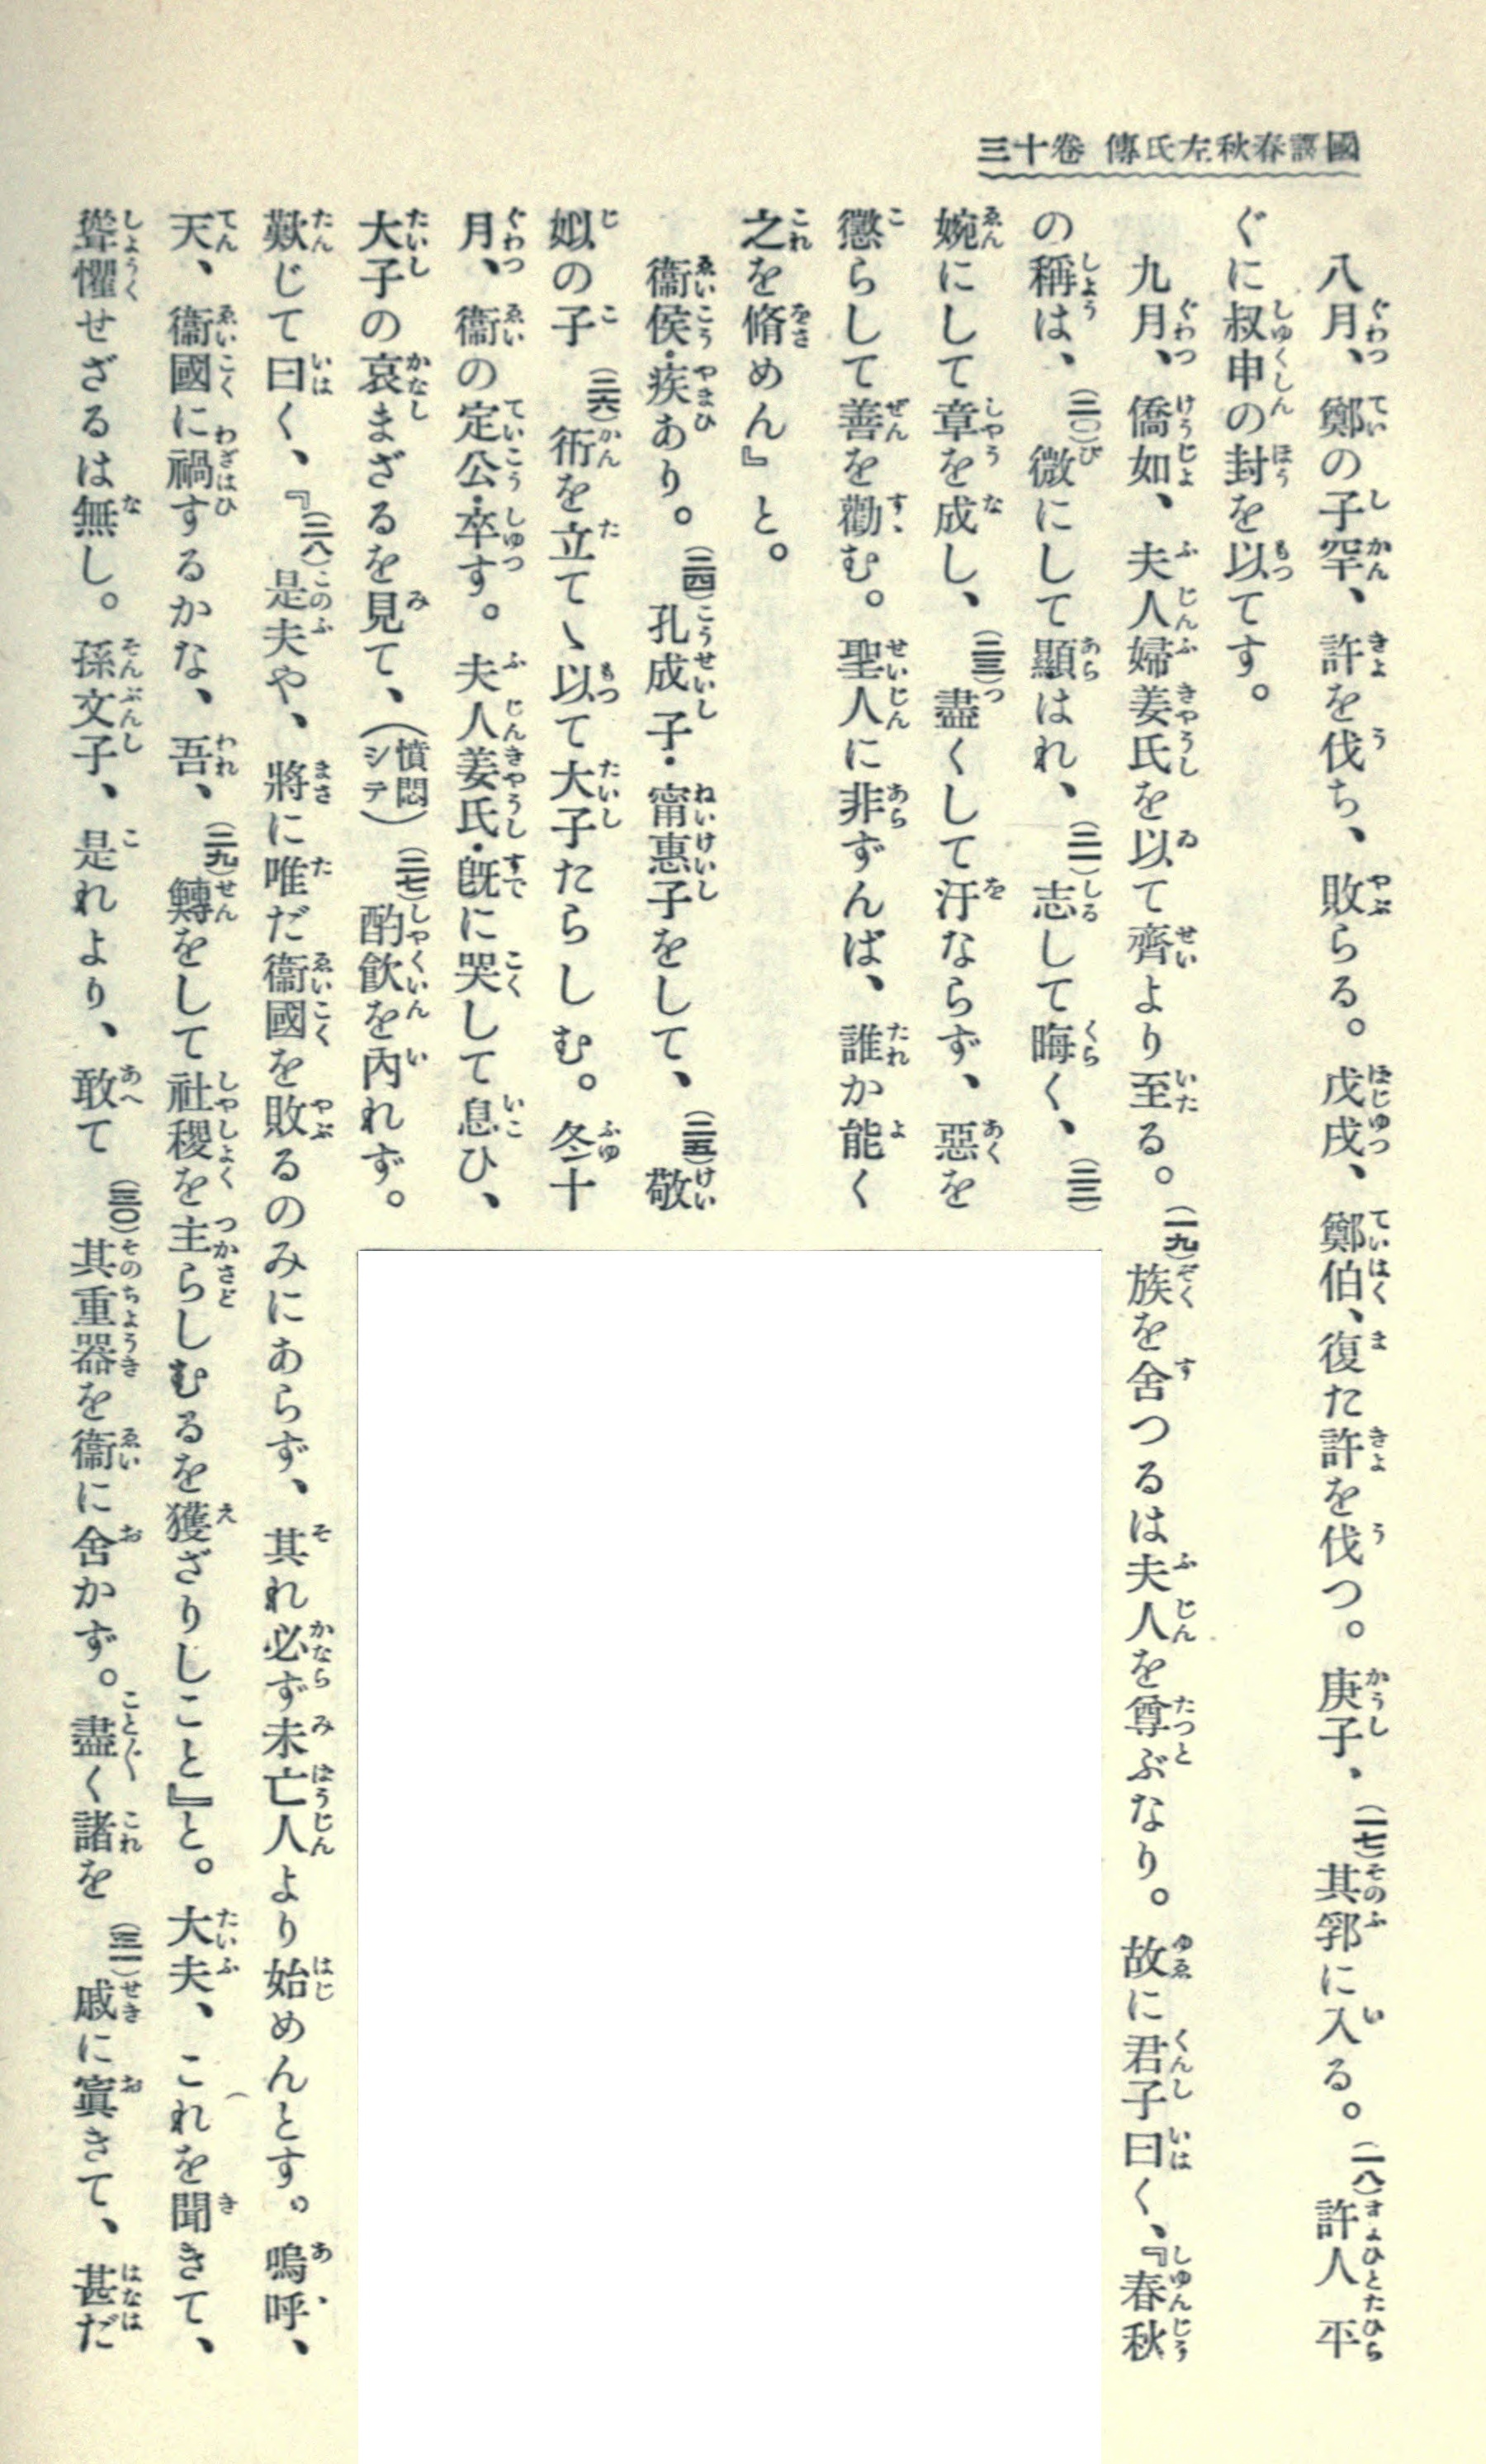 國譯春秋左氏傳 卷十三
八月、鄭の子罕、許を伐ち、敗らる。戊戌、鄭伯、復た許を伐つ。庚子、(一七)其郛に入る。(一八)許人平
ぐに叔申の封を以てす。
九月、僑如、夫人婦姜氏を以て齊より至る。(一九)族を舍つるは夫人を尊ぶなり。故に君子曰く、『春秋
の稱は、(二〇)微にして顯はれ、(二一)志して晦く、(二二)
婉にして章を成し、(二三)盡くして汙ならず、惡を
懲らして善を勸む。聖人に非ずんば、誰か能く
之を脩めん』と。
衞侯・疾あり。(二四)孔成子・甯惠子をして、(二五)敬
姒の子(二六)衎を立てゝ以て大子たらしむ。冬十
月、衞の定公・卒す。夫人姜氏・旣に哭して息ひ、
大子の哀まざるを見て、(憤悶シテ)(二七)酌飮を內れず。
歎じて曰く、『(二八)是夫や、將に唯だ衞國を敗るのみにあらず、其れ必ず未亡人より始めんとす。嗚呼、
天、衞國に禍するかな、吾、(二九)鱄をして社稷を主らしむるを獲ざりしこと』と。大夫、これを聞きて、
聳懼せざるは無し。孫文子、是れより、敢て(三〇)其重器を衞に舍かず。盡く諸を(三一)戚に寘きて、甚だ